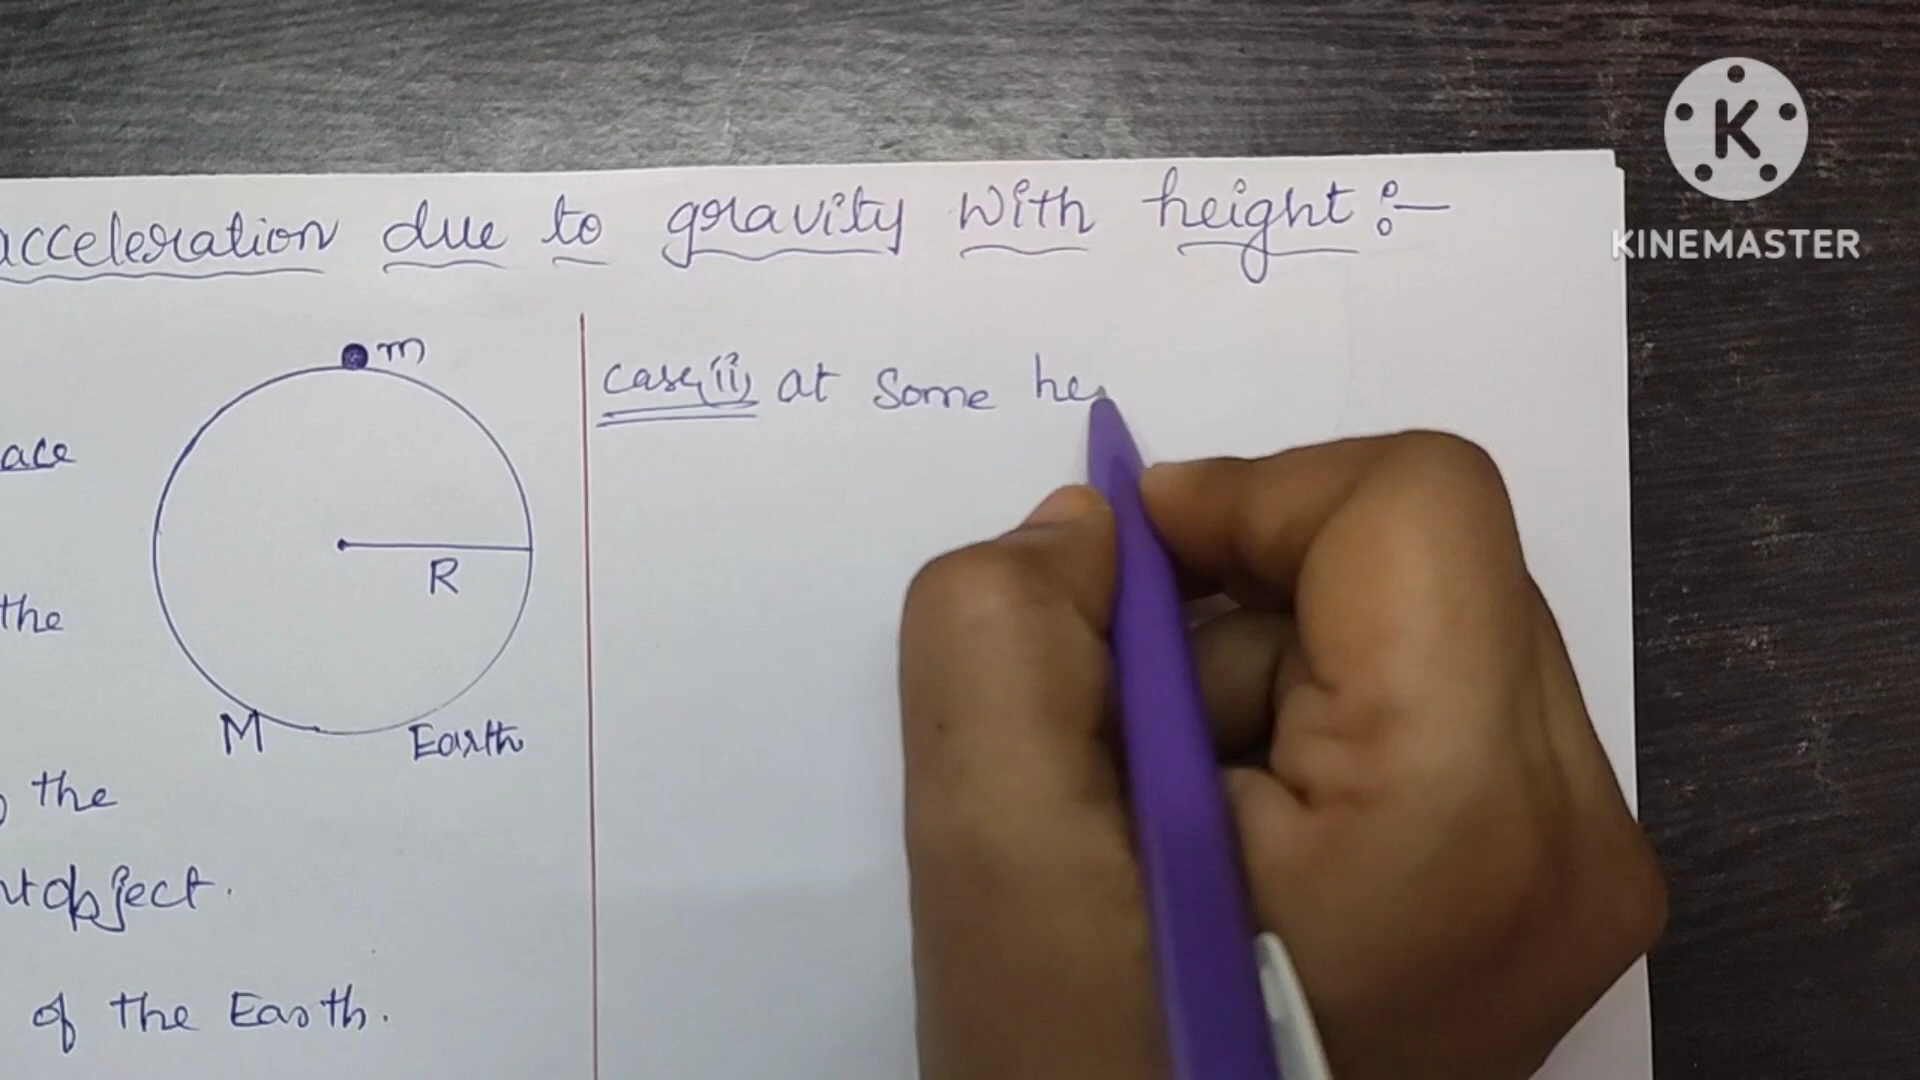 acceleration due to gravity with height :-
m
case(ii) at some he
ace
R
the
M Earth
the
object.
of the Earth.
K
KINEMASTER